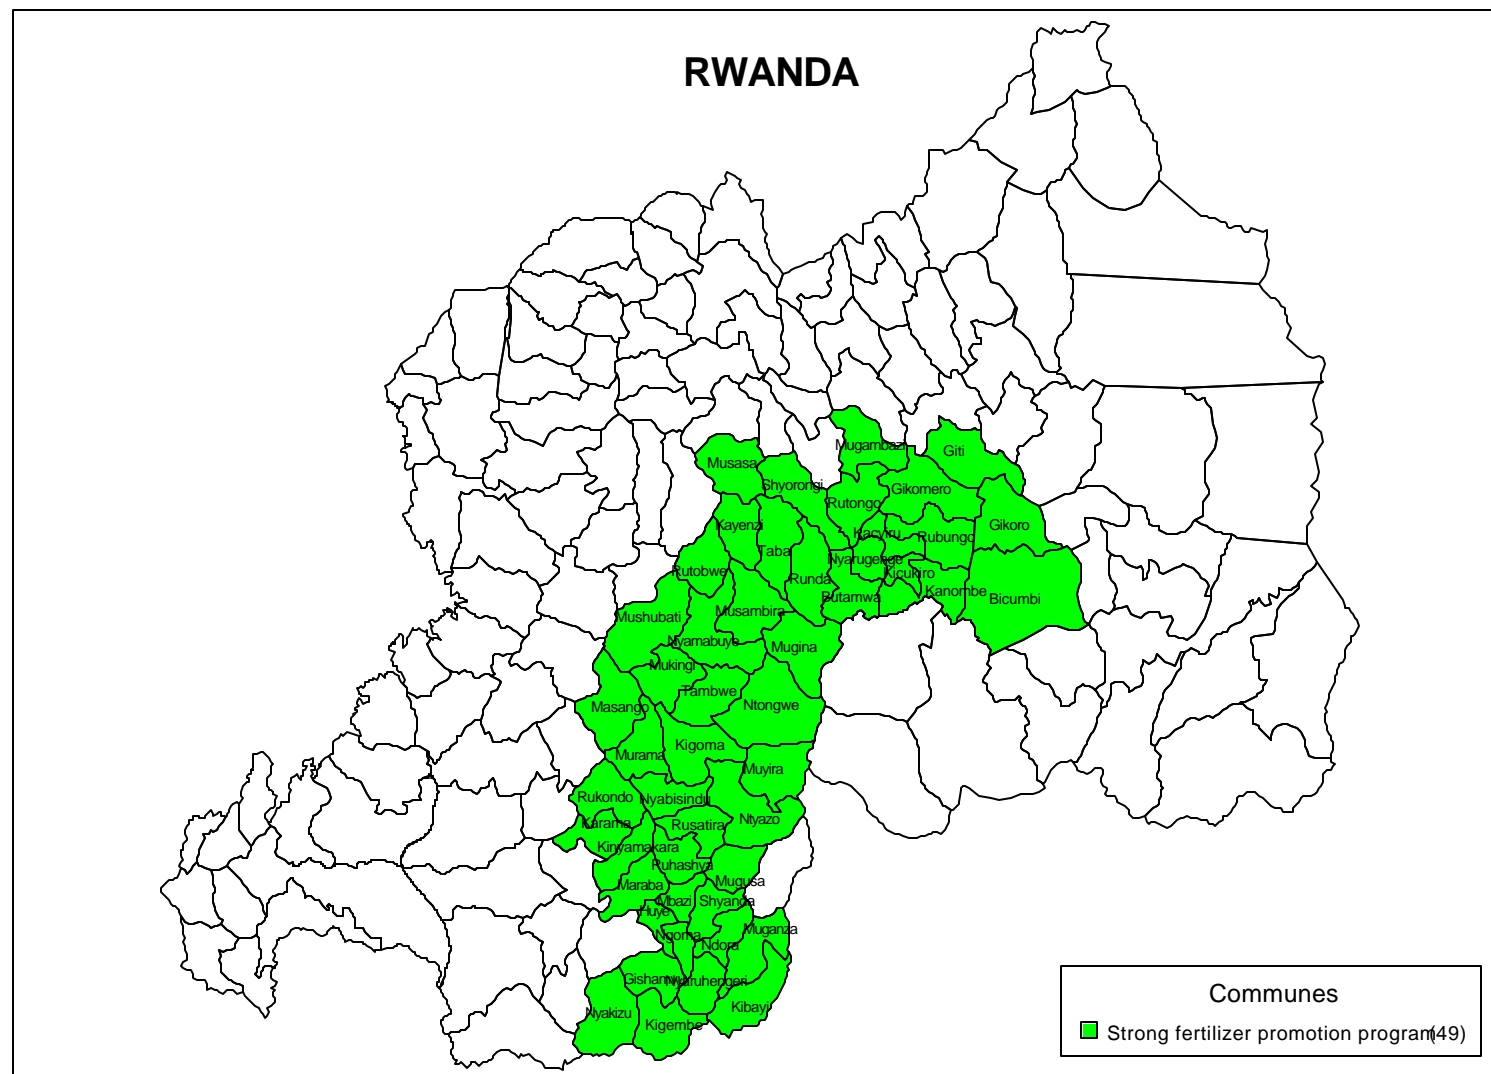 RWANDA
Mugambazi
Giti
Musasa
Shyorongi
Gikomero
Rutongo
Kayenzi
Gikoro
Kacyiru
Rubungo
Taba
Nyarugenge
Rutobwe
Runda
Kicukiro
Kanombe
Butamwa
Bicumbi
Mushubati
Musambira
Nyamabuye
Mugina
Mukingi
Tambwe
Masango
Ntongwe
Kigoma
Murama
Muyira
Rukondo
Nyabisindu
Karama
Rusatira
Ntyazo
Kinyamakara
Ruhashya
Maraba
Mugusa
Mbazi
Shyanda
Huye
Muganza
Ngoma
Ndora
Gishamvu
Nyaruhengeri
Nyakizu
Kibayi
Kigembe
Communes
Strong fertilizer promotion program(49)